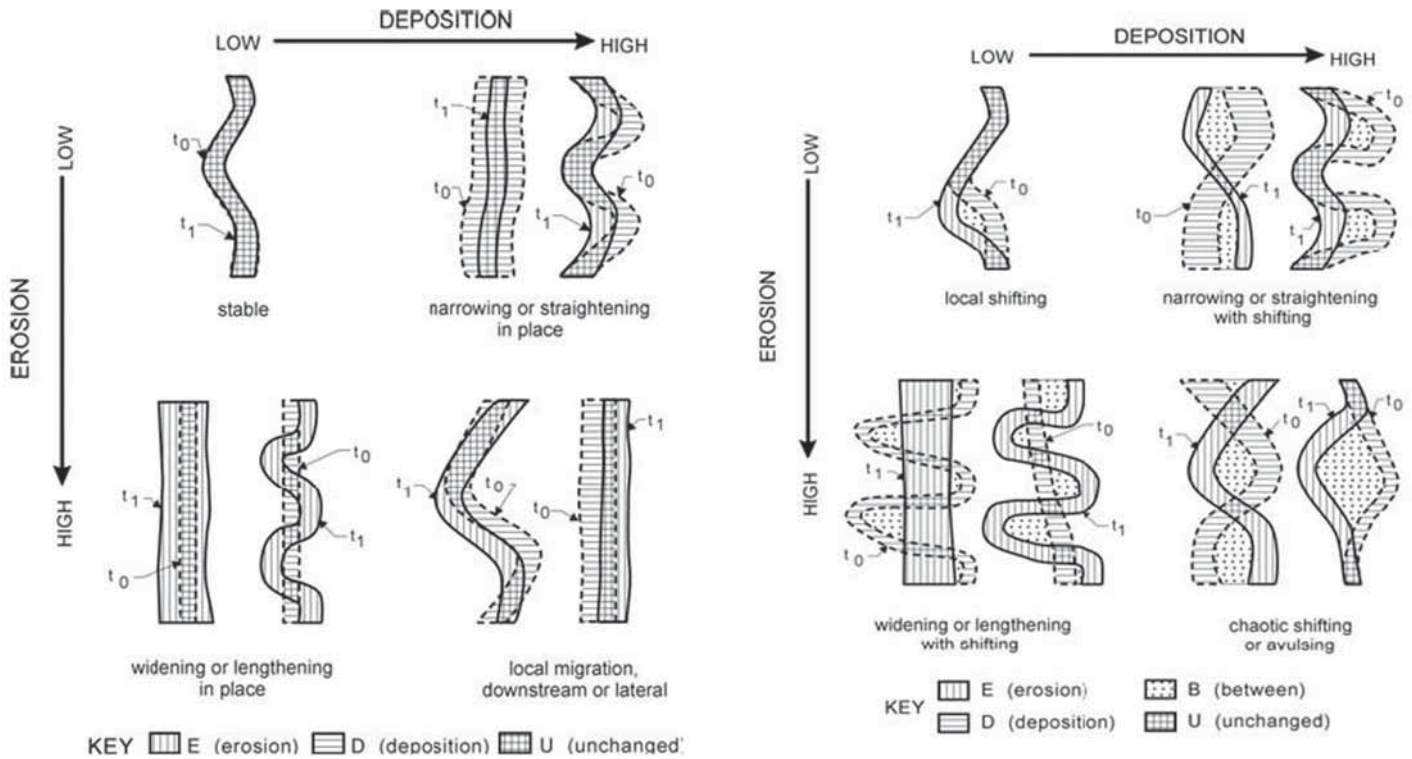 DEPOSITION
LOW
HIGH
EROSION
LOW
HIGH
t0
t1
stable
t1
t0
t0
t1
narrowing or straightening
in place
t1
t0
t0
t1
widening or lengthening
in place
t1
t0
t1
t0
local migration,
downstream or lateral
KEY E (erosion) D (deposition) U (unchanged)
DEPOSITION
LOW
HIGH
EROSION
LOW
HIGH
t0
t1
local shifting
t0
t1
t0
t1
narrowing or straightening
with shifting
t1
t0
t0
t1
widening or lengthening
with shifting
t1
t0
t1
t0
chaotic shifting
or avulsing
KEY
E (erosion)
B (between)
D (deposition)
U (unchanged)